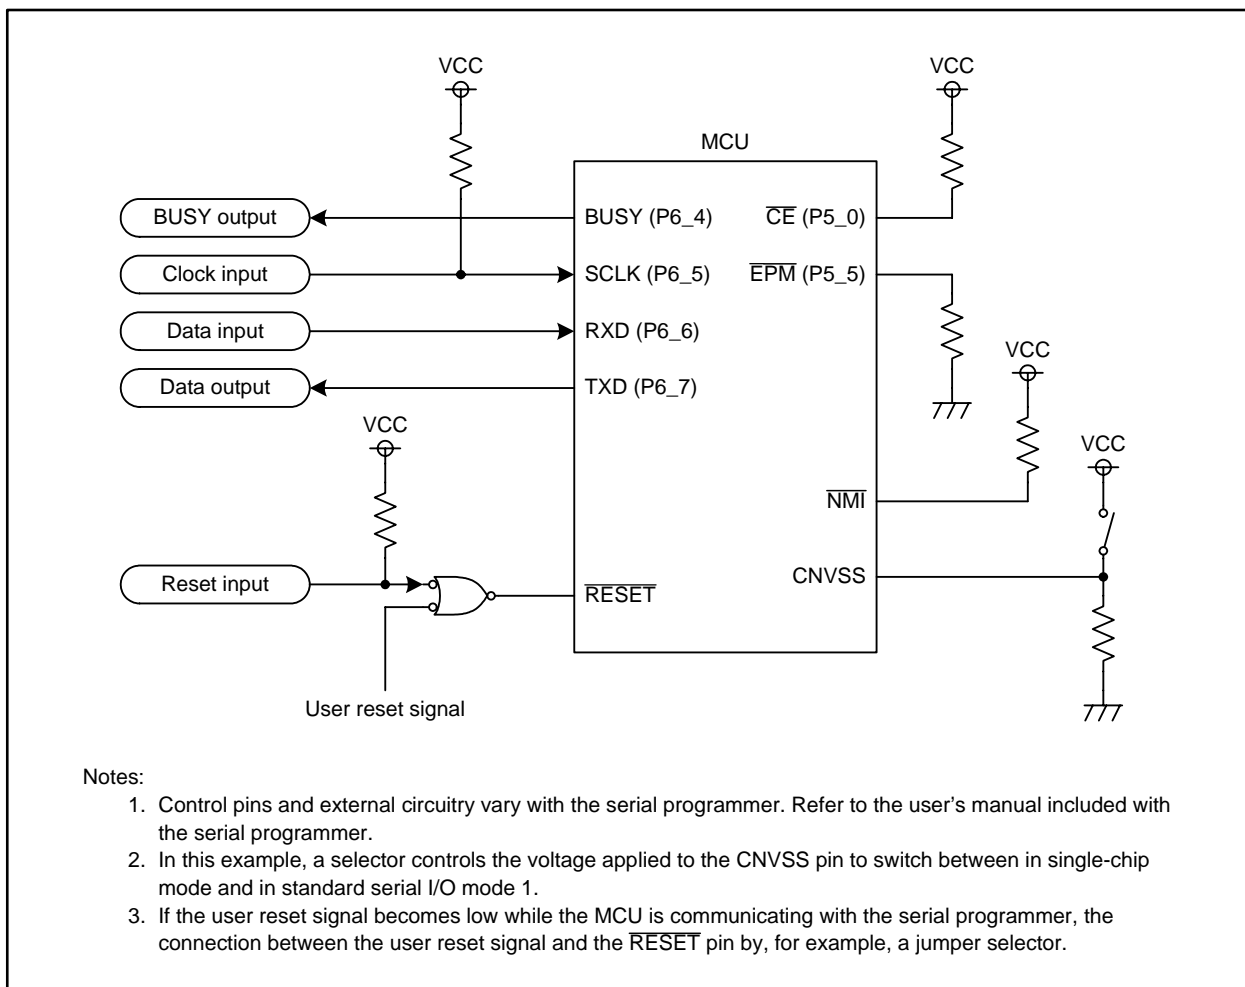 VCC
VCC
MCU
BUSY output
BUSY (P6_4)
C̅E̅ (P5_0)
Clock input
SCLK (P6_5)
E̅P̅M̅ (P5_5)
Data input
RXD (P6_6)
VCC
Data output
TXD (P6_7)
VCC
VCC
N̅M̅I̅
Reset input
CNVSS
R̅E̅S̅E̅T̅
User reset signal
Notes:
1. Control pins and external circuitry vary with the serial programmer. Refer to the user’s manual included with
the serial programmer.
2. In this example, a selector controls the voltage applied to the CNVSS pin to switch between in single-chip
mode and in standard serial I/O mode 1.
3. If the user reset signal becomes low while the MCU is communicating with the serial programmer, the
connection between the user reset signal and the R̅E̅S̅E̅T̅ pin by, for example, a jumper selector.